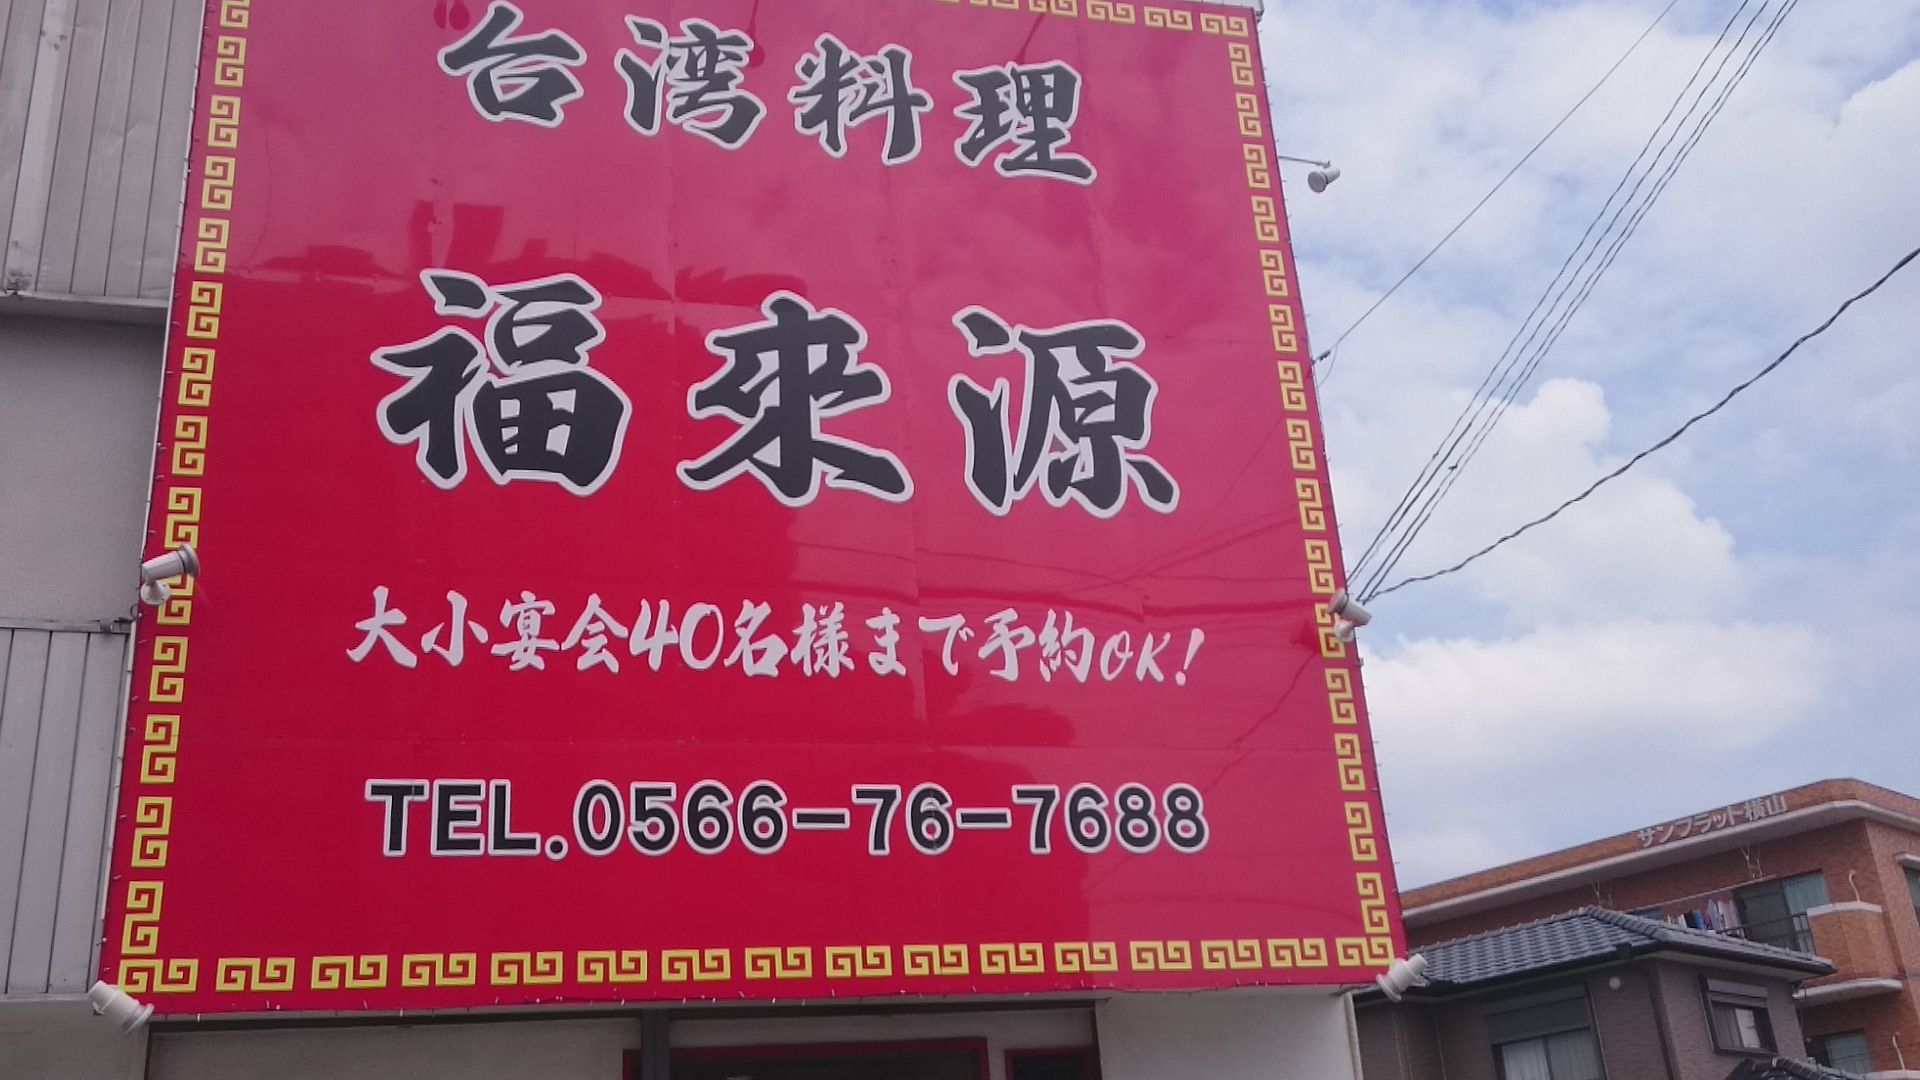 台湾料理
福來源
大小宴会40名様まで予約OK!
TEL.0566-76-7688
サンフラット横山